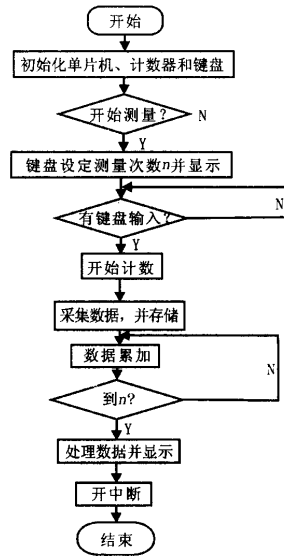 开始
初始化单片机、计数器和键盘
开始测量?
N
Y
键盘设定测量次数n并显示
有键盘输入?
N
Y
开始计数
采集数据，并存储
数据累加
N
到n?
Y
处理数据并显示
开中断
结束